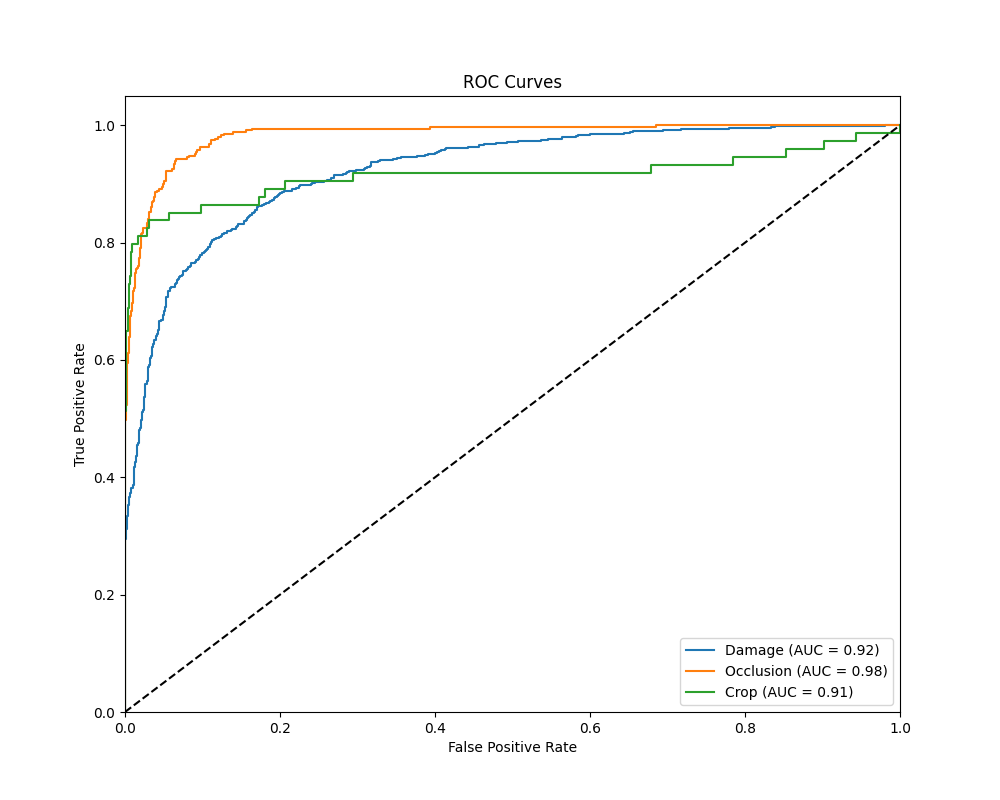 ROC Curves
True Positive Rate
1.0
0.8
0.6
0.4
0.2
0.0
0.0 0.2 0.4 0.6 0.8 1.0
False Positive Rate
Damage (AUC = 0.92)
Occlusion (AUC = 0.98)
Crop (AUC = 0.91)